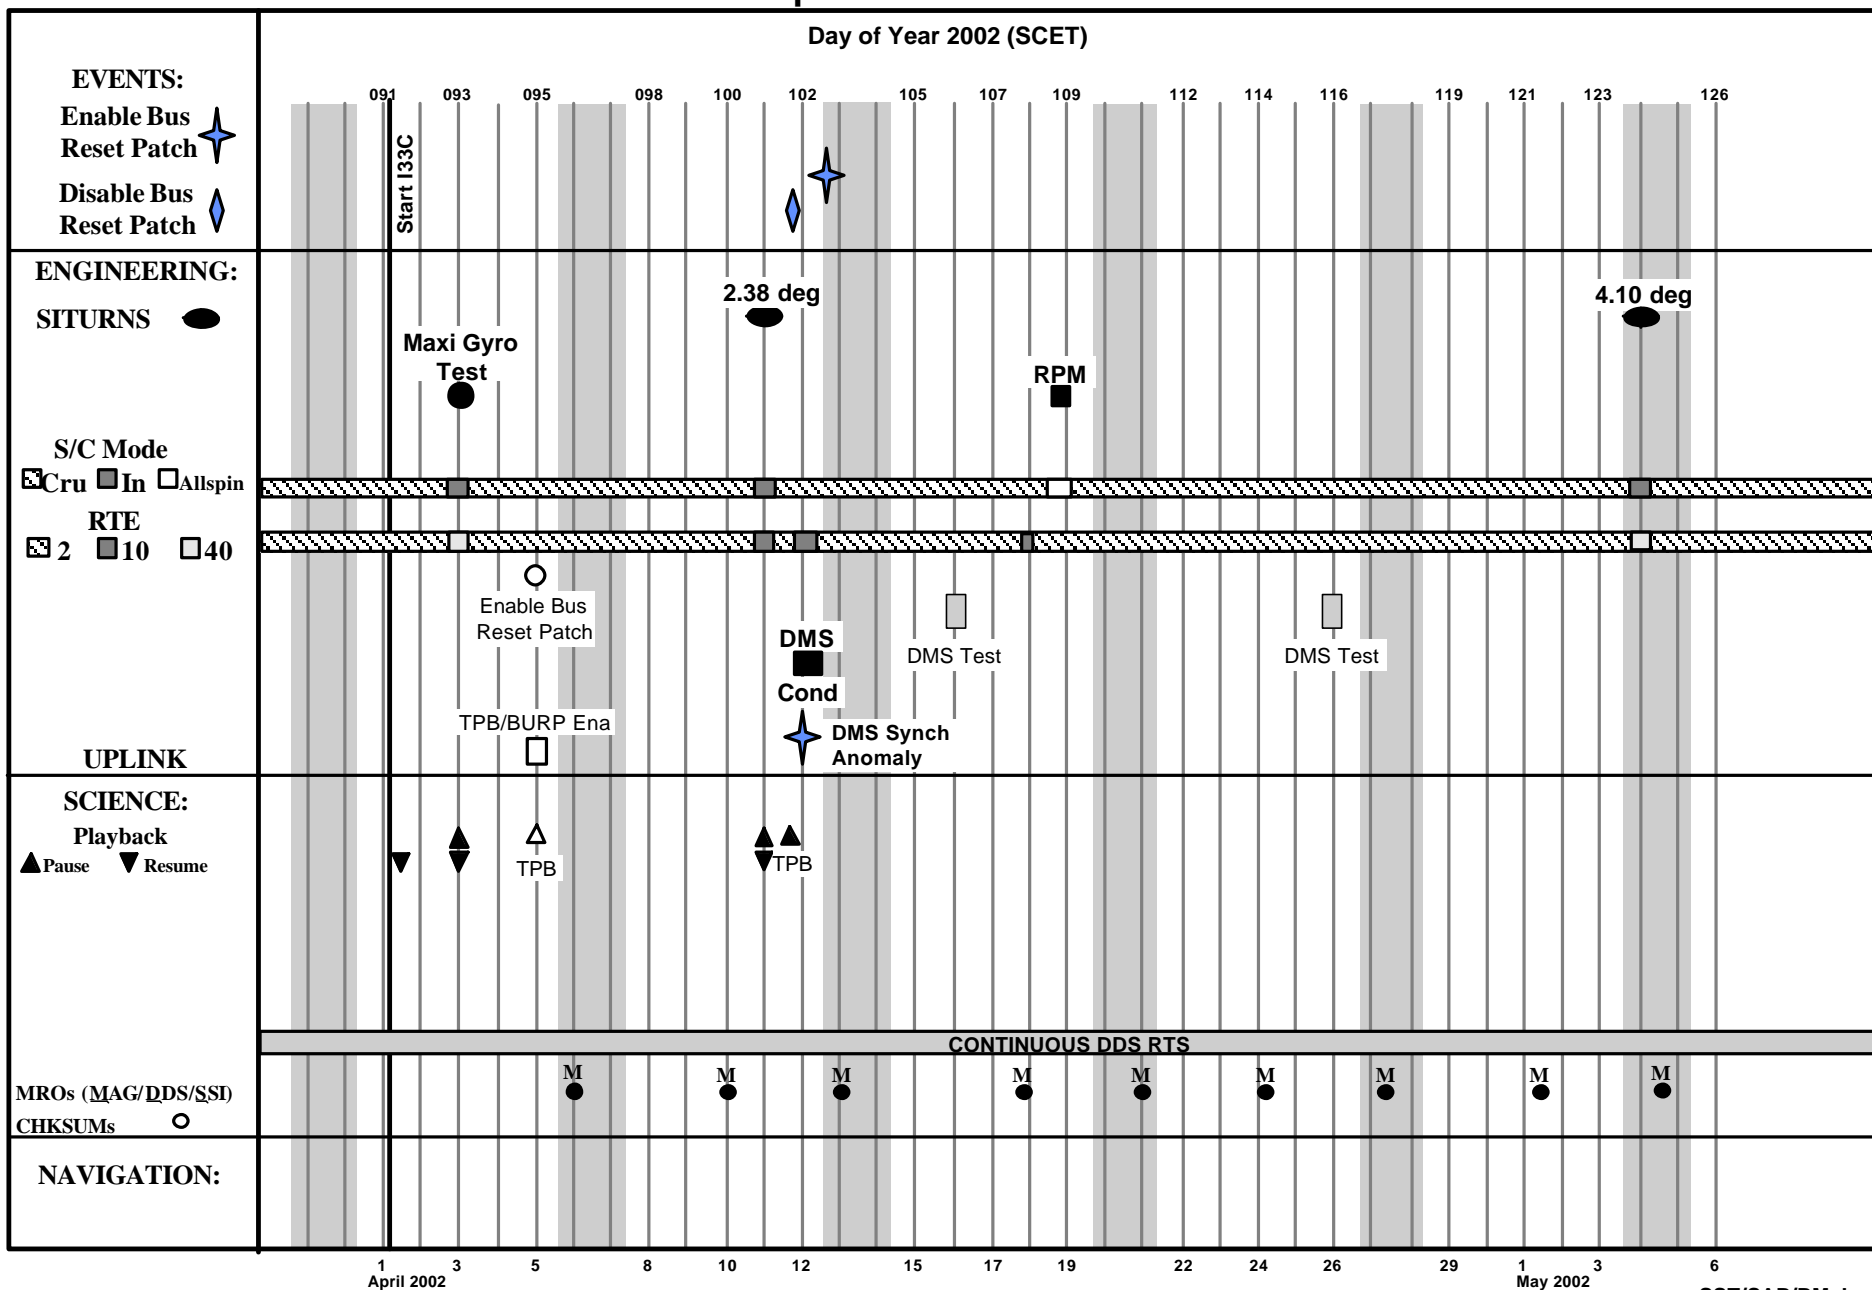 Day of Year 2002 (SCET)
EVENTS:
Enable Bus
Reset Patch
Disable Bus
Reset Patch
091 093 095 098 100 102 105 107 109 112 114 116 119 121 123 126
Start I33C
ENGINEERING:
SITURNS
2.38 deg
4.10 deg
Maxi Gyro
Test
RPM
S/C Mode
Cru In Allspin
RTE
2 10 40
Enable Bus
Reset Patch
DMS
Cond
DMS Test
DMS Test
TPB/BURP Ena
DMS Synch
Anomaly
UPLINK
SCIENCE:
Playback
Pause Resume
TPB
TPB
CONTINUOUS DDS RTS
M M M M M M M M M
MROs (MAG/DDS/SSI)
CHKSUMs
NAVIGATION:
1 3 5 8 10 12 15 17 19 22 24 26 29 1 3 6
April 2002
May 2002